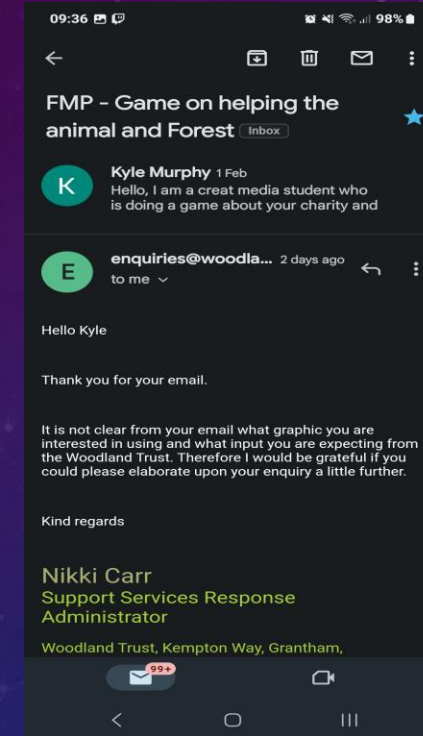 09:36 98%
FMP - Game on helping the
animal and Forest Inbox
K
Kyle Murphy 1 Feb
Hello, I am a creat media student who
is doing a game about your charity and
E
enquiries@woodla... 2 days ago
to me
Hello Kyle
Thank you for your email.
It is not clear from your email what graphic you are
interested in using and what input you are expecting from
the Woodland Trust. Therefore I would be grateful if you
could please elaborate upon your enquiry a little further.
Kind regards
Nikki Carr
Support Services Response
Administrator
Woodland Trust, Kempton Way, Grantham,
99+